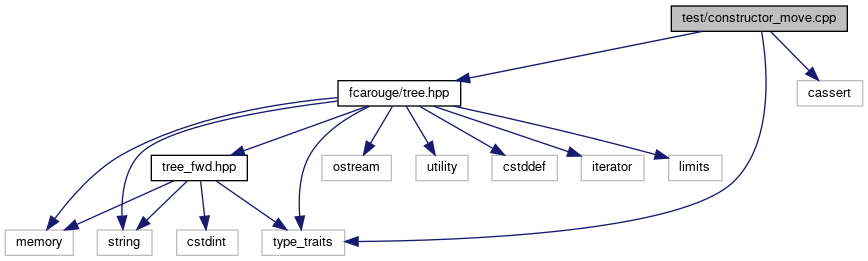 test/constructor_move.cpp
fcarouge/tree.hpp
cassert
tree_fwd.hpp
ostream
utility
cstddef
iterator
limits
memory
string
cstdint
type_traits